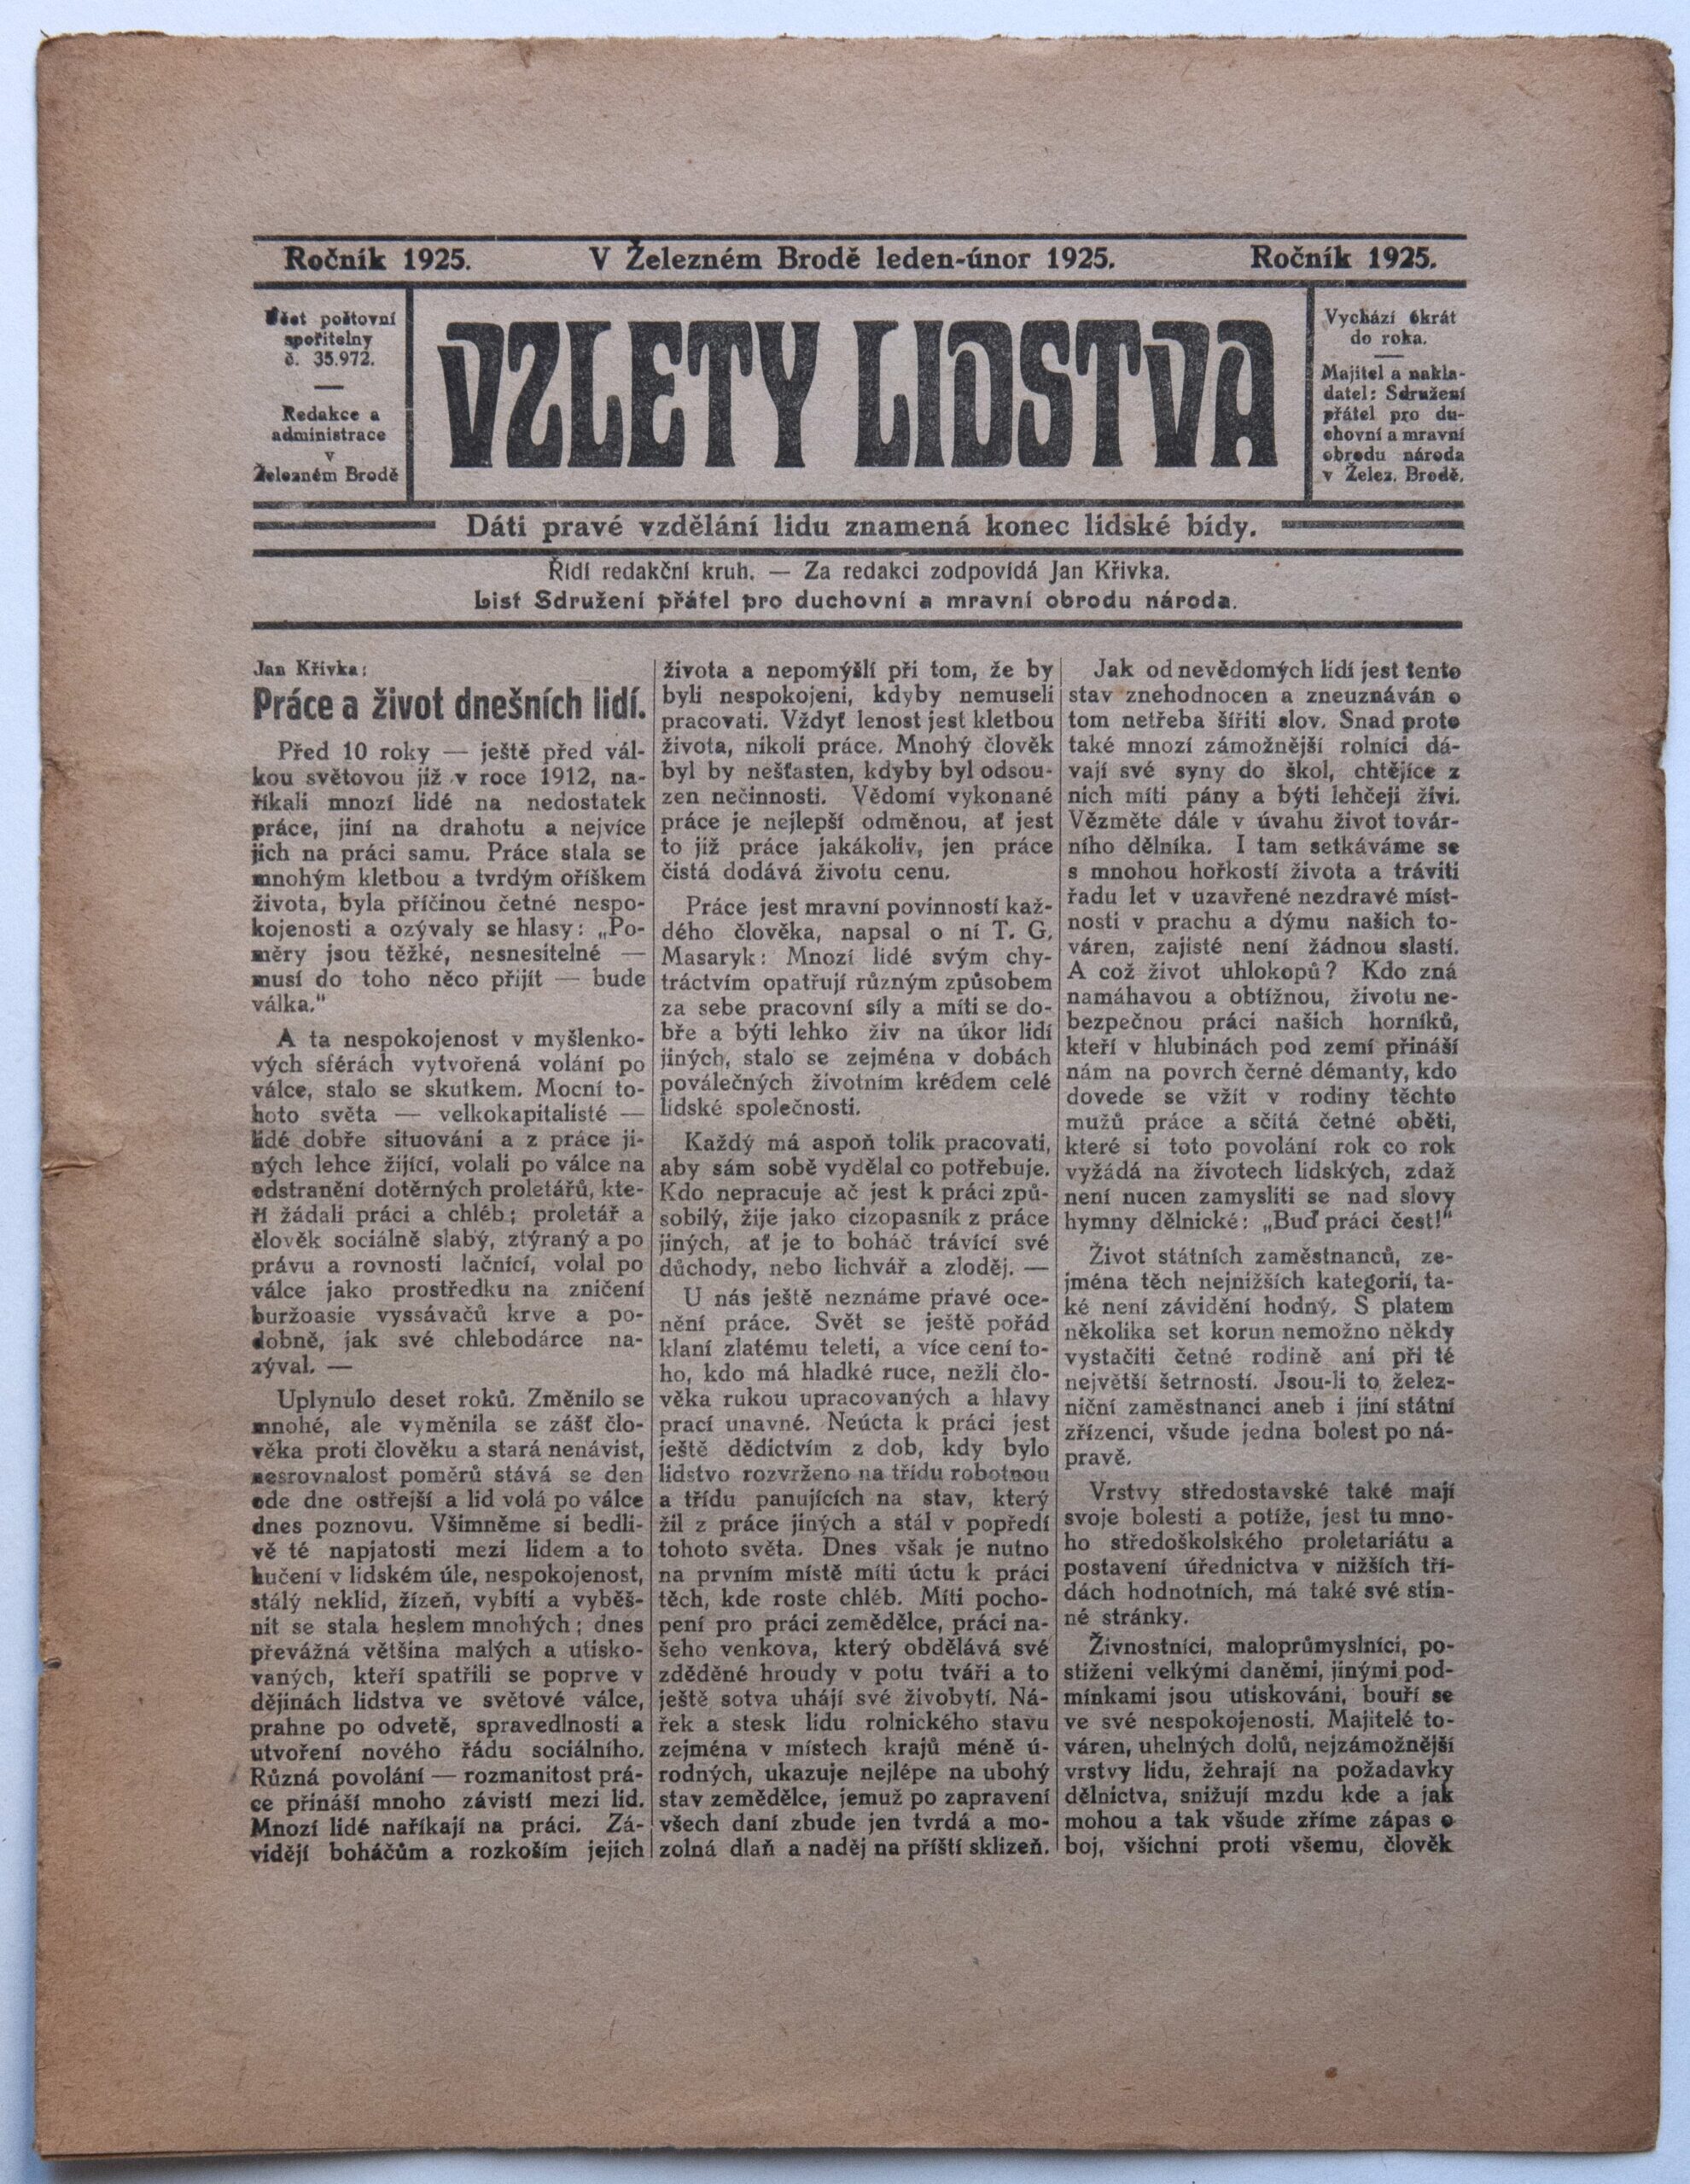 Ročník 1925. V Železném Brodě leden-únor 1925. Ročník 1925.
Účet poštovní
spořitelny
č. 35.972.
Redakce a
administrace
v
Železném Brodě
VZLETY LIDSTVA
Vychází 6krát
do roka.
Majitel a nakla-
datel: Sdružení
přátel pro du-
chovní a mravní
obrodu národa
v Želez. Brodě.
Dáti pravé vzdělání lidu znamená konec lidské bídy.
Řídí redakční kruh. — Za redakci zodpovídá Jan Křivka.
List Sdružení přátel pro duchovní a mravní obrodu národa.
Jan Křivka:
Práce a život dnešních lidí.
Před 10 roky — ještě před vál-
kou světovou již v roce 1912, na-
říkali mnozí lidé na nedostatek
práce, jiní na drahotu a nejvíce
jich na práci samu. Práce stala se
mnohým kletbou a tvrdým oříškem
života, byla příčinou četné nespo-
kojenosti a ozývaly se hlasy: „Po-
měry jsou těžké, nesnesitelné —
musí do toho něco přijít — bude
válka."
A ta nespokojenost v myšlenko-
vých sférách vytvořená volání po
válce, stalo se skutkem. Mocní to-
hoto světa — velkokapitalisté —
lidé dobře situováni a z práce ji-
ných lehce žijící, volali po válce na
odstranění dotěrných proletářů, kte-
ří žádali práci a chléb; proletář a
člověk sociálně slabý, ztýraný a po
právu a rovnosti lačnící, volal po
válce jako prostředku na zničení
buržoasie vyssávačů krve a po-
dobně, jak své chlebodárce na-
zýval. —
Uplynulo deset roků. Změnilo se
mnohé, ale vyměnila se zášť člo-
věka proti člověku a stará nenávist,
nesrovnalost poměrů stává se den
ode dne ostřejší a lid volá po válce
dnes poznovu. Všimněme si bedli-
vě té napjatosti mezi lidem a to
hučení v lidském úle, nespokojenost,
stálý neklid, žízeň, vybíti a vyběs-
nit se stala heslem mnohých; dnes
převážná většina malých a utisko-
vaných, kteří spatřili se poprve v
dějinách lidstva ve světové válce,
prahne po odvetě, spravedlnosti a
utvoření nového řádu sociálního.
Různá povolání — rozmanitost prá-
ce přináší mnoho závistí mezi lid.
Mnozí lidé naříkají na práci. Zá-
vidějí boháčům a rozkoším jejich
života a nepomýšlí při tom, že by
byli nespokojeni, kdyby nemuseli
pracovati. Vždyť lenost jest kletbou
života, nikoli práce. Mnohý člověk
byl by nešťasten, kdyby byl odsou-
zen nečinnosti. Vědomí vykonané
práce je nejlepší odměnou, ať jest
to již práce jakákoliv, jen práce
čistá dodává životu cenu.
Práce jest mravní povinností kaž-
dého člověka, napsal o ní T. G.
Masaryk: Mnozí lidé svým chy-
tráctvím opatřují různým způsobem
za sebe pracovní síly a míti se do-
bře a býti lehko živ na úkor lidí
jiných, stalo se zejména v dobách
poválečných životním krédem celé
lidské společnosti.
Každý má aspoň tolik pracovati,
aby sám sobě vydělal co potřebuje.
Kdo nepracuje ač jest k práci způ-
sobilý, žije jako cizopasník z práce
jiných, ať je to boháč trávící své
důchody, nebo lichvář a zloděj. —
U nás ještě neznáme pravé oce-
nění práce. Svět se ještě pořád
klaní zlatému teleti, a více cení to-
ho, kdo má hladké ruce, nežli člo-
věka rukou upracovaných a hlavy
prací unavné. Neúcta k práci jest
ještě dědictvím z dob, kdy bylo
lidstvo rozvrženo na třídu robotnou
a třídu panujících na stav, který
žil z práce jiných a stál v popředí
tohoto světa. Dnes však je nutno
na prvním místě míti úctu k práci
těch, kde roste chléb. Míti pocho-
pení pro práci zemědělce, práci na-
šeho venkova, který obdělává své
zděděné hroudy v potu tváři a to
ještě sotva uhájí své živobytí. Ná-
řek a stesk lidu rolnického stavu
zejména v místech krajů méně ú-
rodných, ukazuje nejlépe na ubohý
stav zemědělce, jemuž po zapravení
všech daní zbude jen tvrdá a mo-
zolná dlaň a naděj na příští sklizeň.
Jak od nevědomých lidí jest tento
stav znehodnocen a zneuznáván o
tom netřeba šířiti slov. Snad proto
také mnozí zámožnější rolníci dá-
vají své syny do škol, chtějíce z
nich míti pány a býti lehčeji živi.
Vězměte dále v úvahu život továr-
ního dělníka. I tam setkáváme se
s mnohou hořkostí života a tráviti
řadu let v uzavřené nezdravé míst-
nosti v prachu a dýmu našich to-
váren, zajisté není žádnou slastí.
A což život uhlokopů? Kdo zná
namáhavou a obtížnou, životu ne-
bezpečnou práci našich horníků,
kteří v hlubinách pod zemí přináší
nám na povrch černé démanty, kdo
dovede se vžít v rodiny těchto
mužů práce a sčítá četné oběti,
které si toto povolání rok co rok
vyžádá na životech lidských, zdaž
není nucen zamysliti se nad slovy
hymny dělnické: „Buď práci čest!"
Život státních zaměstnanců, ze-
jména těch nejnižších kategorií, ta-
ké není závidění hodný. S platem
několika set korun nemožno někdy
vystačiti četné rodině ani při té
největší šetrností. Jsou-li to želez-
niční zaměstnanci aneb i jiní státní
zřízenci, všude jedna bolest po ná-
pravě.
Vrstvy středostavské také mají
svoje bolesti a potíže, jest tu mno-
ho středoškolského proletariátu a
postavení úřednictva v nižších tří-
dách hodnotních, má také své stin-
né stránky.
Živnostníci, maloprůmyslníci, po-
stiženi velkými daněmi, jinými pod-
mínkami jsou utiskováni, bouří se
ve své nespokojenosti. Majitelé to-
váren, uhelných dolů, nejzámožnější
vrstvy lidu, žehrají na požadavky
dělnictva, snižují mzdu kde a jak
mohou a tak všude zříme zápas o
boj, všichni proti všemu, člověk